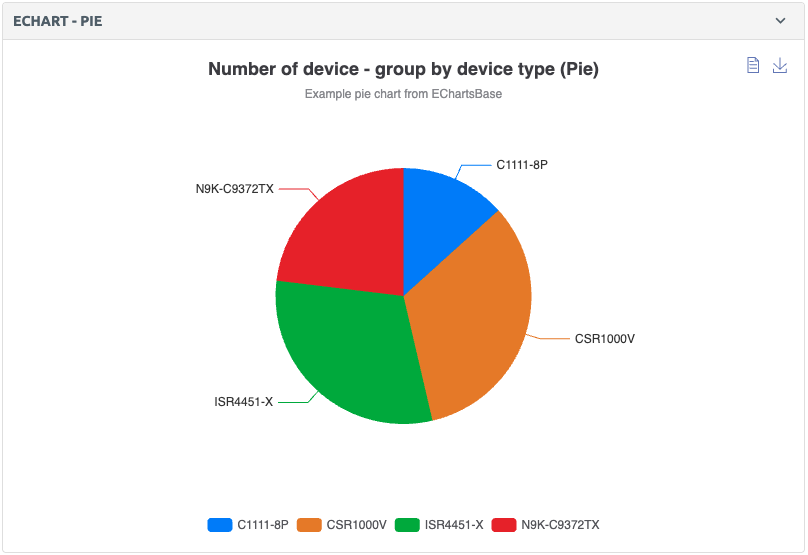 ECHART - PIE
Number of device - group by device type (Pie)
Example pie chart from EChartsBase
C1111-8P
N9K-C9372TX
CSR1000V
ISR4451-X
C1111-8P CSR1000V ISR4451-X N9K-C9372TX